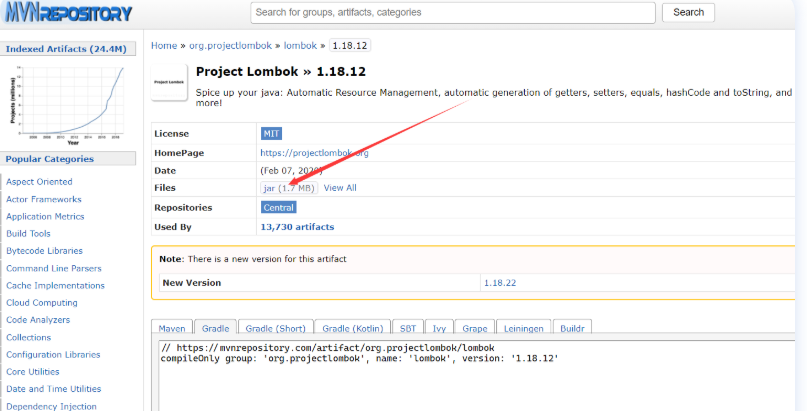 MVNREPOSITORY
Search for groups, artifacts, categories
Search
Indexed Artifacts (24.4M)
Projects (millions)
Year
Popular Categories
Aspect Oriented
Actor Frameworks
Application Metrics
Build Tools
Bytecode Libraries
Command Line Parsers
Cache Implementations
Cloud Computing
Code Analyzers
Collections
Configuration Libraries
Core Utilities
Date and Time Utilities
Dependency Injection
Home » org.projectlombok » lombok » 1.18.12
Project Lombok
Project Lombok » 1.18.12
Spice up your java: Automatic Resource Management, automatic generation of getters, setters, equals, hashCode and toString, and
more!
License MIT
HomePage https://projectlombok.org
Date (Feb 07, 2020)
Files jar (1.7 MB) View All
Repositories Central
Used By 13,730 artifacts
Note: There is a new version for this artifact
New Version 1.18.22
Maven Gradle Gradle (Short) Gradle (Kotlin) SBT Ivy Grape Leiningen Buildr
// https://mvnrepository.com/artifact/org.projectlombok/lombok
compileOnly group: 'org.projectlombok', name: 'lombok', version: '1.18.12'